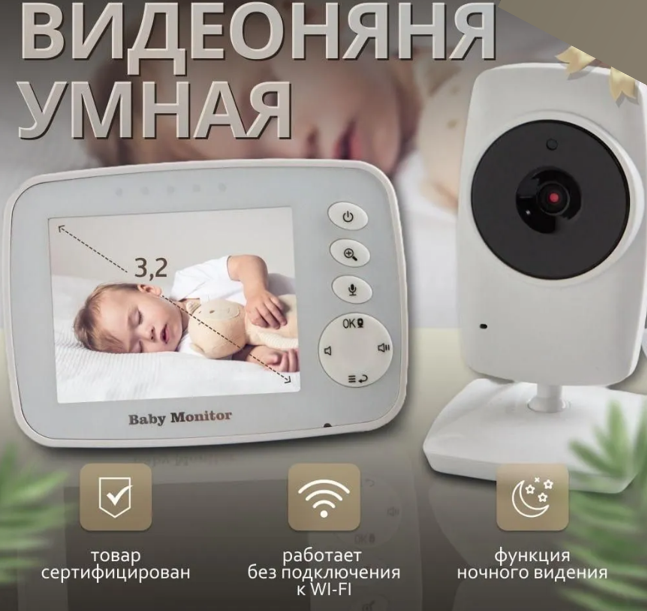 ВИДЕОНЯНЯ
УМНАЯ
3,2
OK
Baby Monitor
товар
сертифицирован
работает
без подключения
к WI-FI
функция
ночного видения